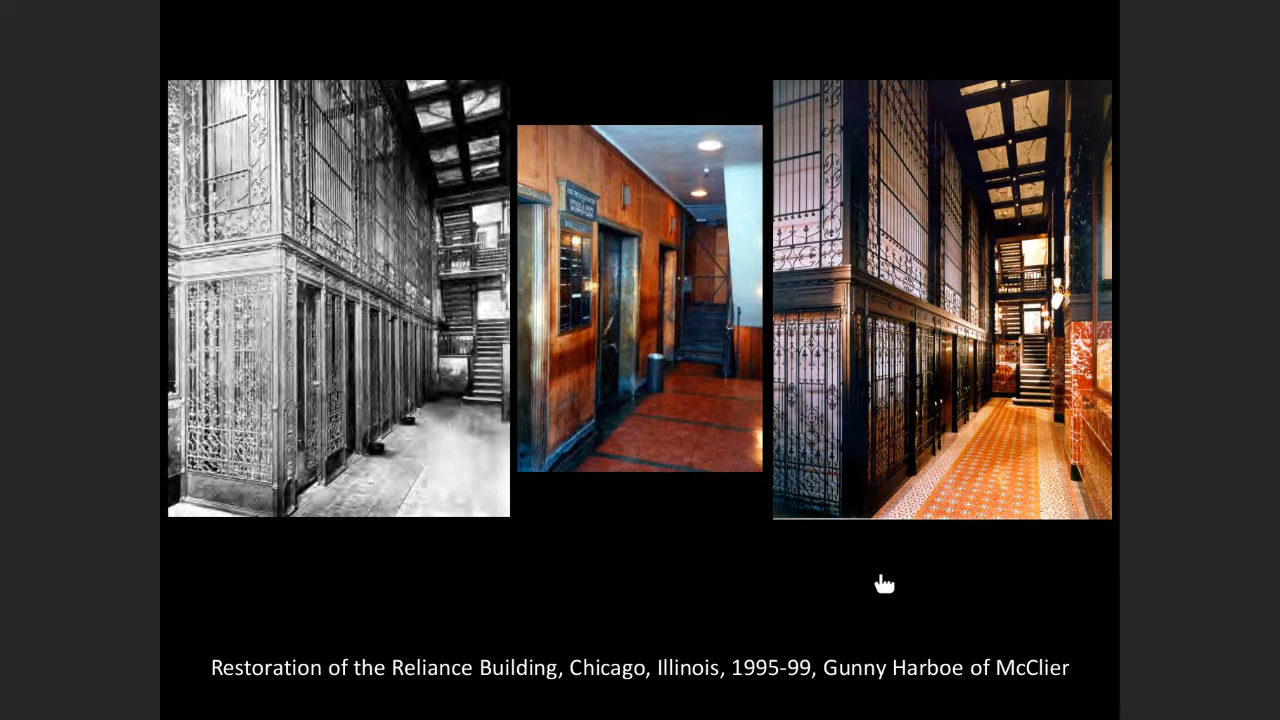 Restoration of the Reliance Building, Chicago, Illinois, 1995-99, Gunny Harboe of McClier